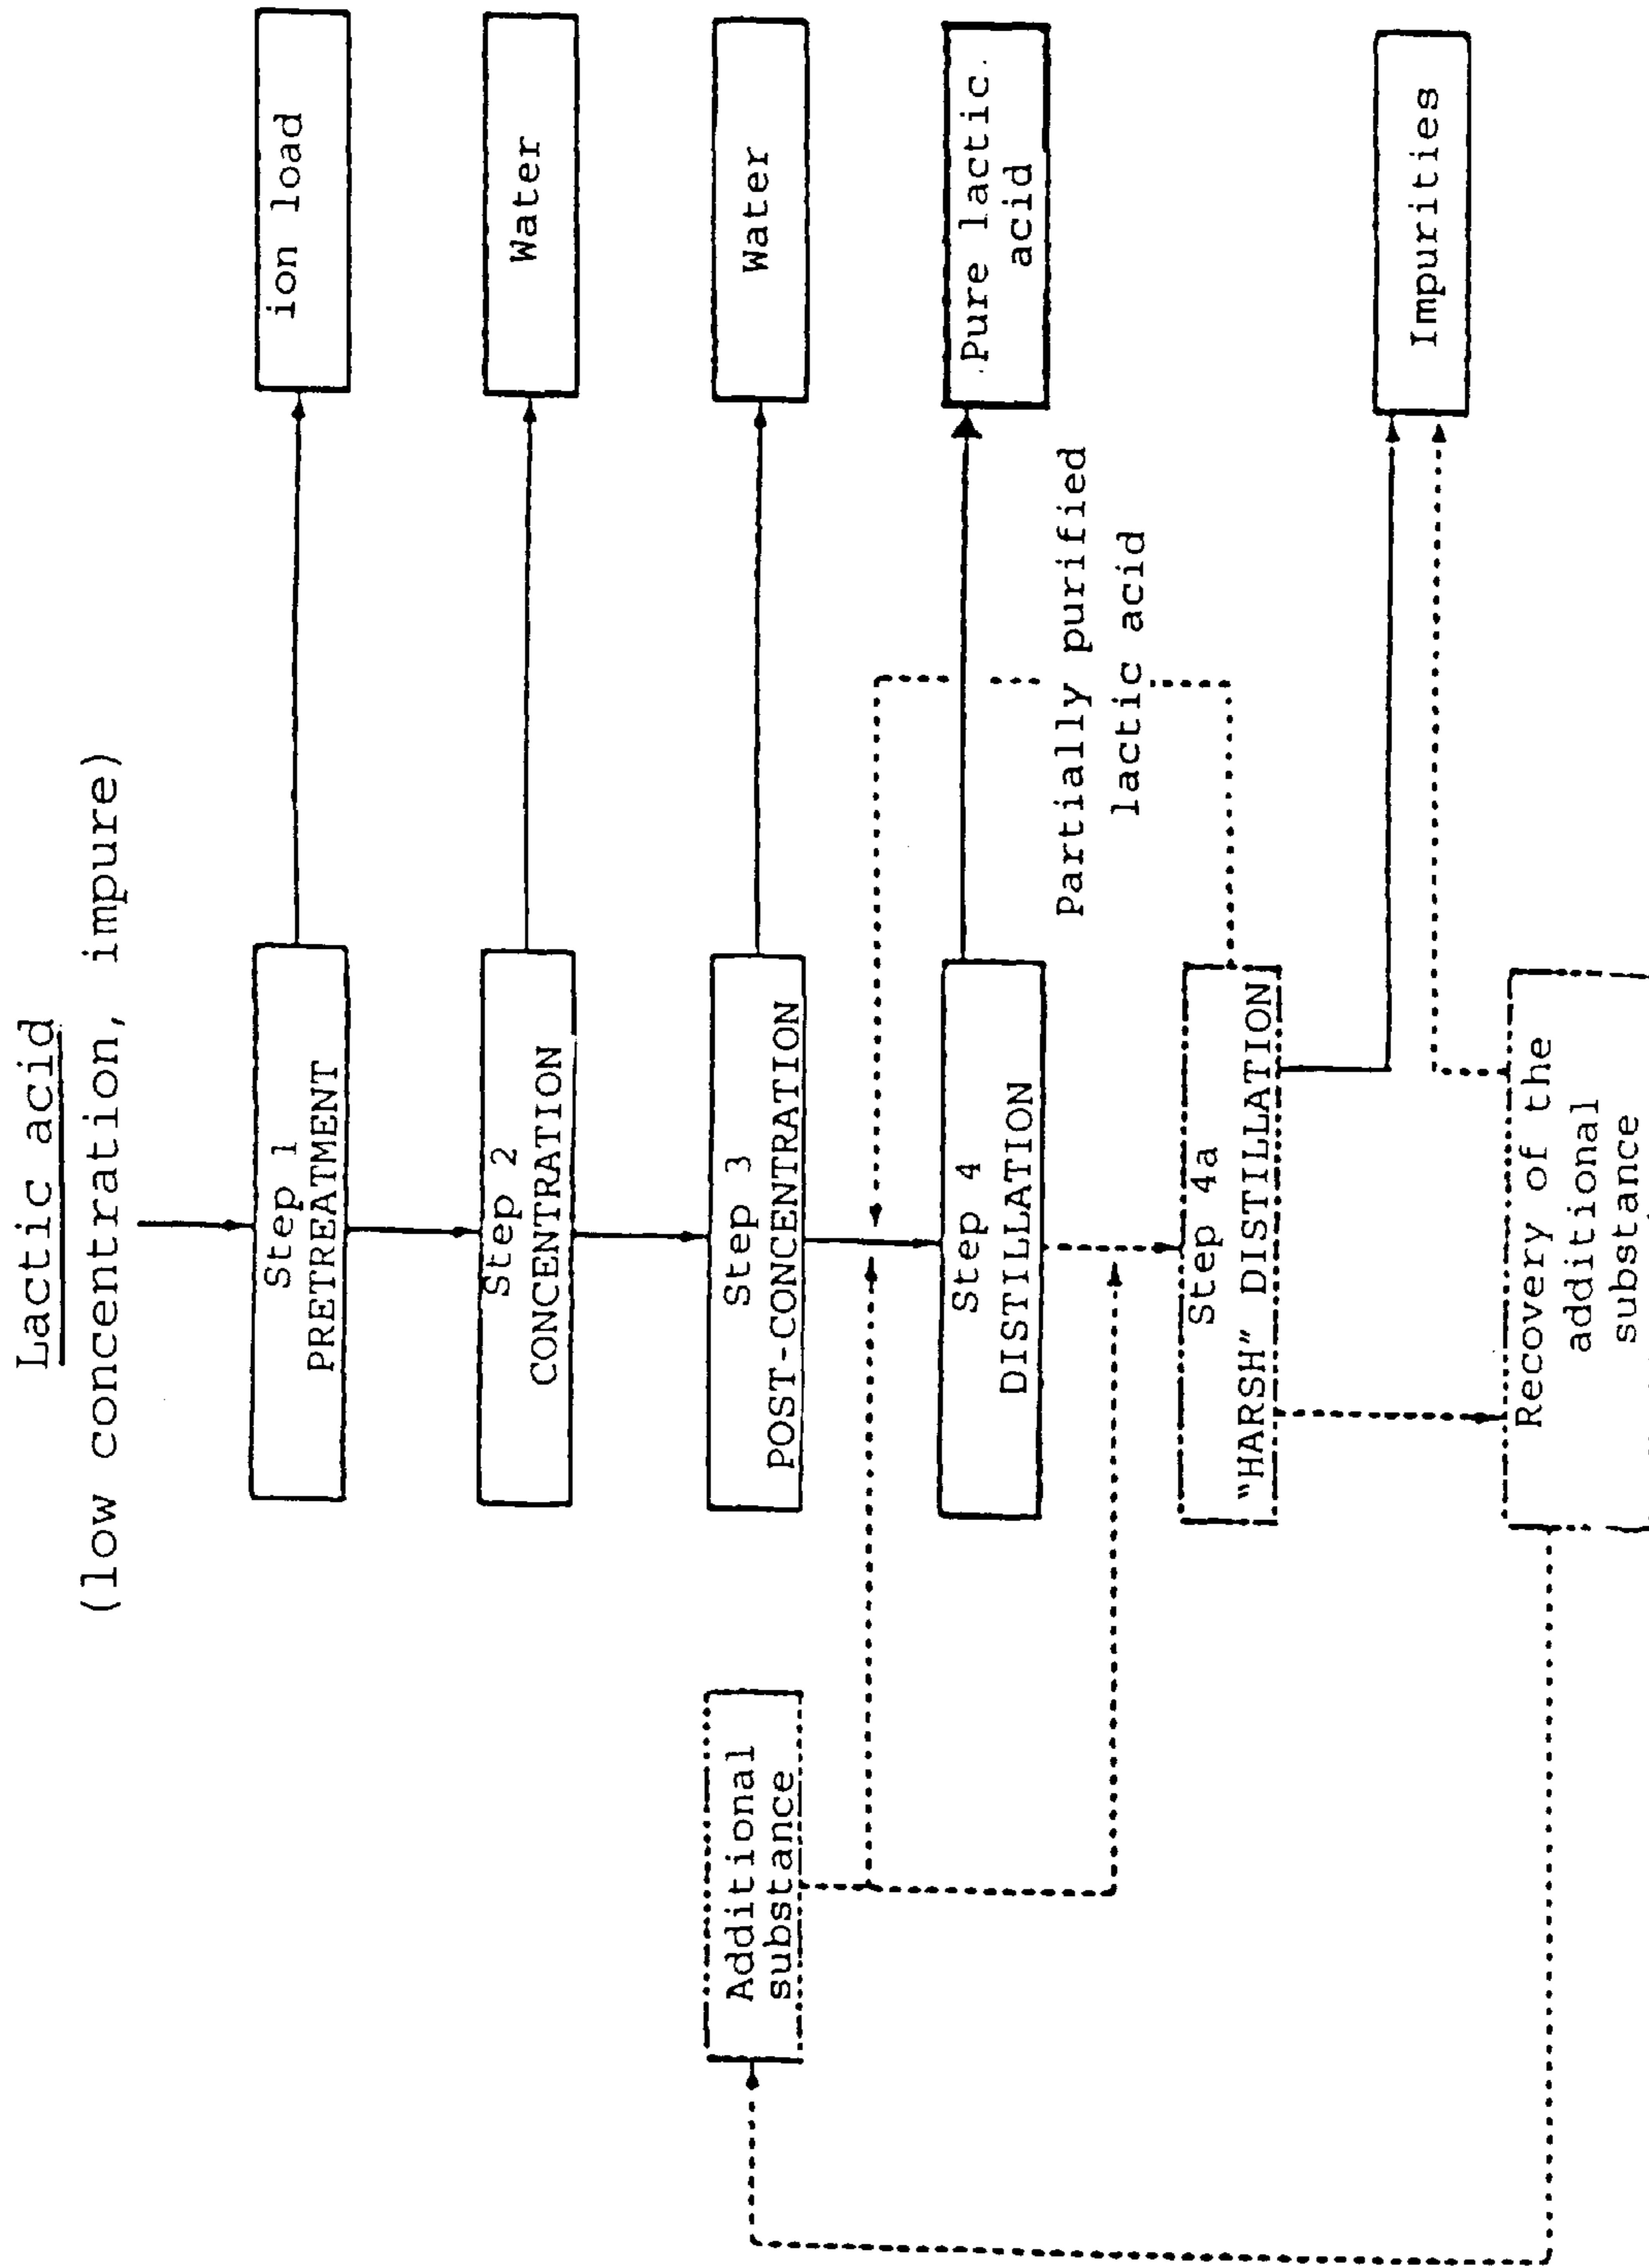 Lactic acid
(low concentration, impure)
Step 1
PRETREATMENT
ion load
Step 2
CONCENTRATION
Water
Additional
substance
Step 3
POST-CONCENTRATION
Water
Step 4
DISTILLATION
Pure lactic
acid
Partially purified
lactic acid
Step 4a
“HARSH” DISTILLATION
Impurities
Recovery of the
additional
substance